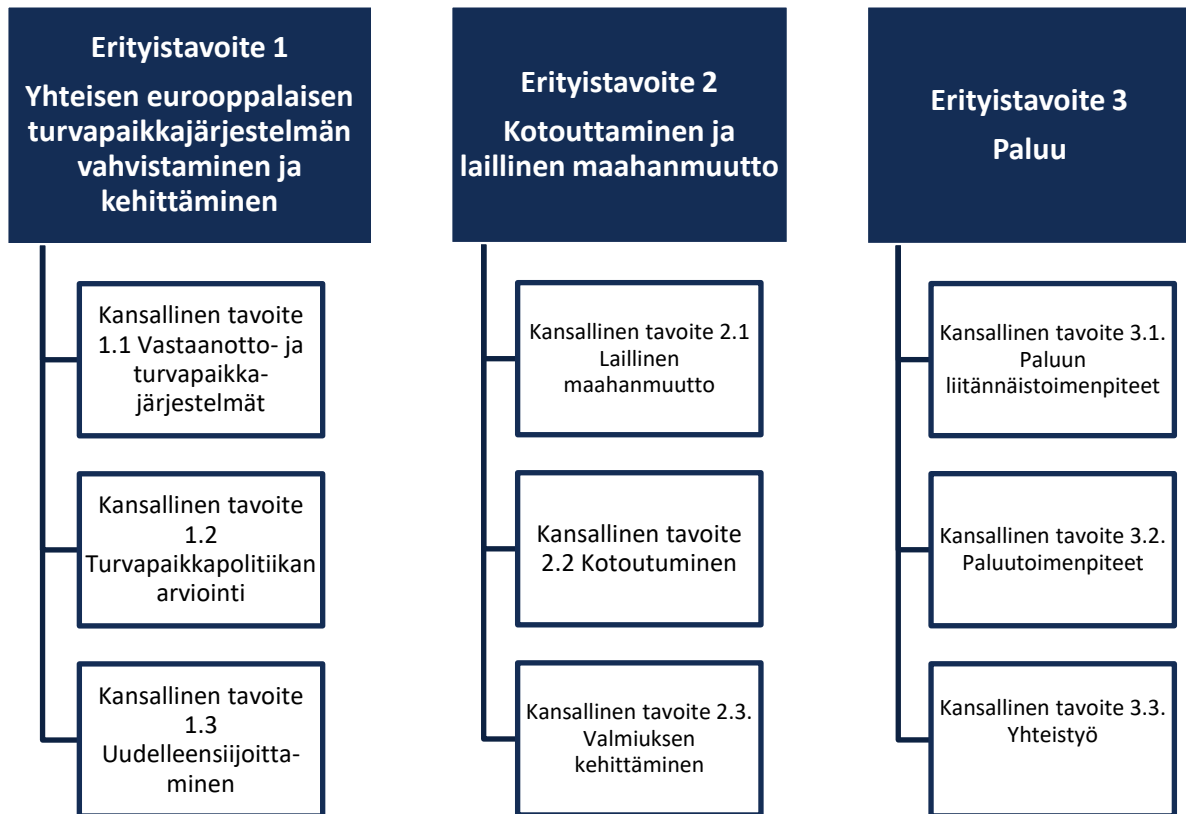 Erityistavoite 1
Yhteisen eurooppalaisen
turvapaikkajärjestelmän
vahvistaminen ja
kehittäminen
Kansallinen tavoite
1.1 Vastaanotto- ja
turvapaikka-
järjestelmät
Kansallinen tavoite
1.2
Turvapaikkapolitiikan
arviointi
Kansallinen tavoite
1.3
Uudelleensijoitta-
minen
Erityistavoite 2
Kotouttaminen ja
laillinen maahanmuutto
Kansallinen tavoite 2.1
Laillinen
maahanmuutto
Kansallinen tavoite
2.2 Kotoutuminen
Kansallinen tavoite 2.3.
Valmiuksen
kehittäminen
Erityistavoite 3
Paluu
Kansallinen tavoite 3.1.
Paluun
liitännäistoimenpiteet
Kansallinen tavoite 3.2.
Paluutoimenpiteet
Kansallinen tavoite 3.3.
Yhteistyö